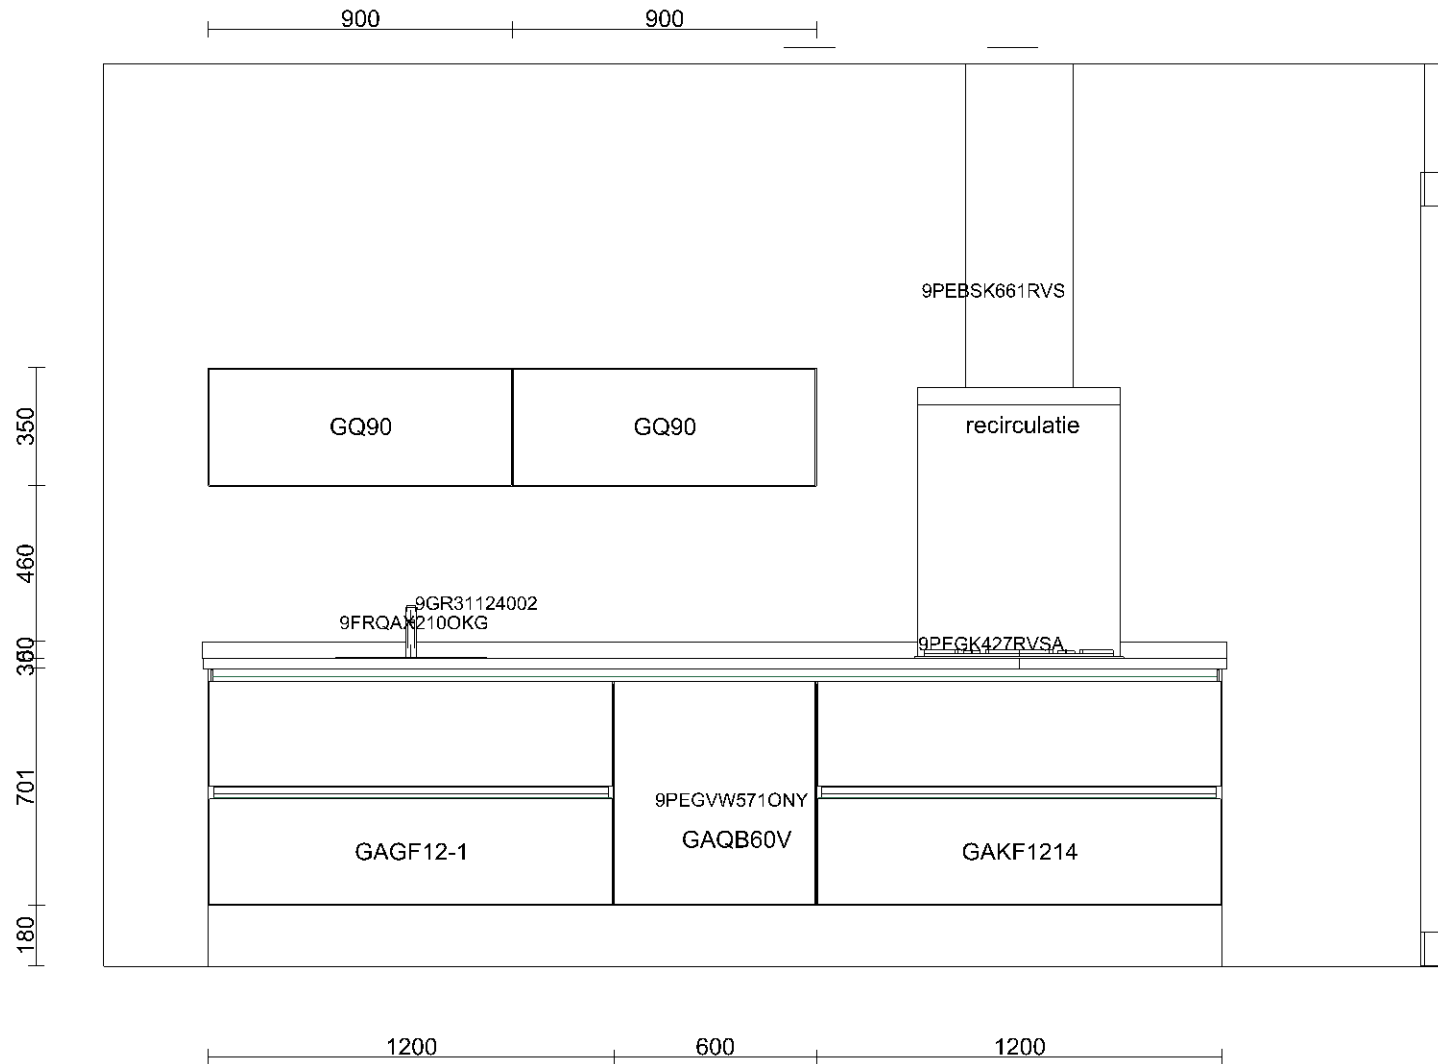 900
900
9PEBSK661RVS
350
GQ90
GQ90
recirculatie
460
9GR31124002
9FRQAX210OKG
9PEGK427RVSA
701
9PEGVW571ONY
GAQB60V
GAGF12-1
GAKF1214
180
1200
600
1200